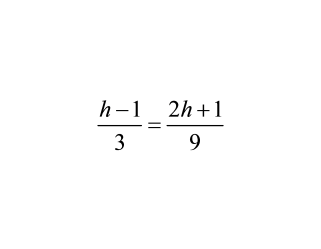 (h−1)/3 = (2h+1)/9